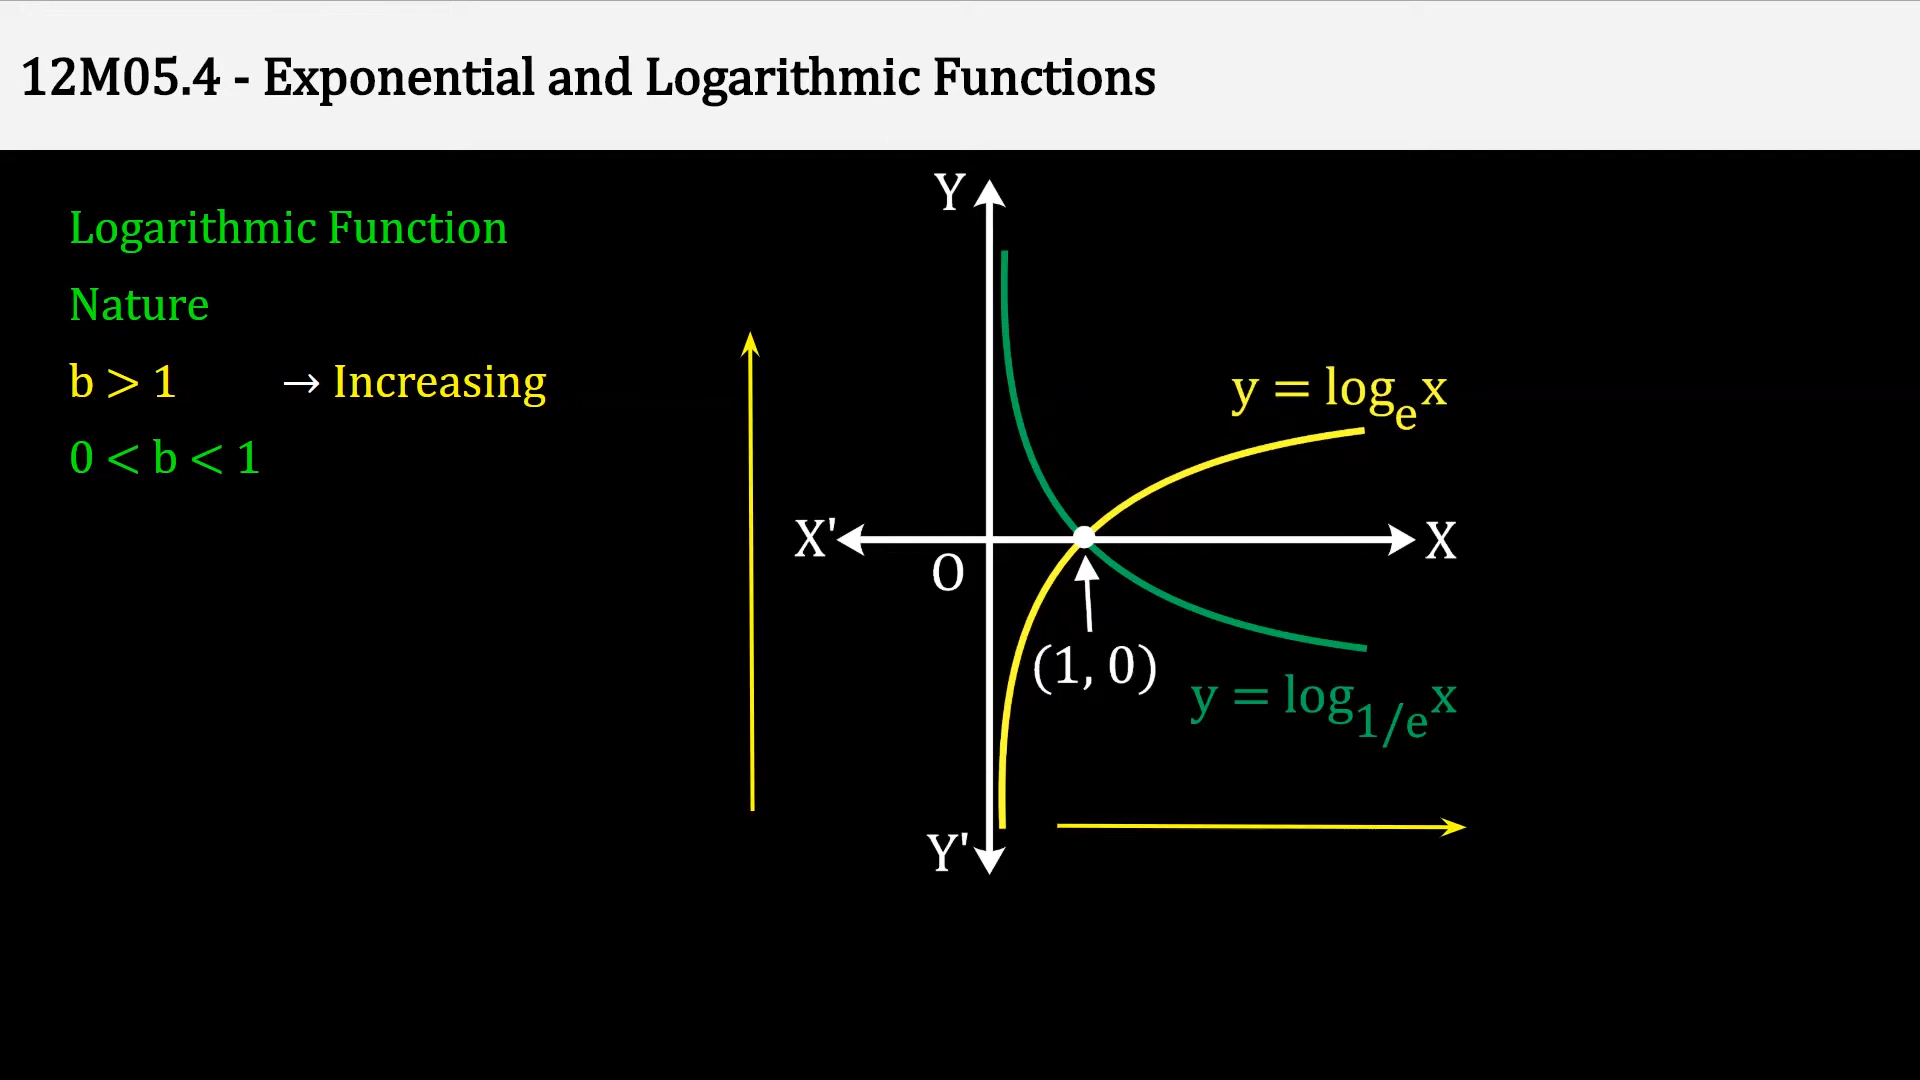 12M05.4 - Exponential and Logarithmic Functions
Logarithmic Function
Nature
b > 1 → Increasing
0 < b < 1
Y
y = logₑx
X'
X
O
(1, 0)
y = log₁/ₑx
Y'